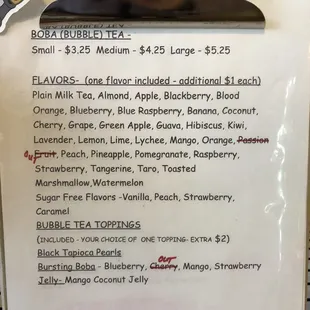 BOBA (BUBBLE) TEA -
Small - $3.25 Medium - $4.25 Large - $5.25
FLAVORS- (one flavor included - additional $1 each)
Plain Milk Tea, Almond, Apple, Blackberry, Blood
Orange, Blueberry, Blue Raspberry, Banana, Coconut,
Cherry, Grape, Green Apple, Guava, Hibiscus, Kiwi,
Lavender, Lemon, Lime, Lychee, Mango, Orange, Passion
out Fruit, Peach, Pineapple, Pomegranate, Raspberry,
Strawberry, Tangerine, Taro, Toasted
Marshmallow,Watermelon
Sugar Free Flavors -Vanilla, Peach, Strawberry,
Caramel
BUBBLE TEA TOPPINGS
(INCLUDED - YOUR CHOICE OF ONE TOPPING- EXTRA $2)
Black Tapioca Pearls
out
Bursting Boba - Blueberry, Cherry, Mango, Strawberry
Jelly- Mango Coconut Jelly